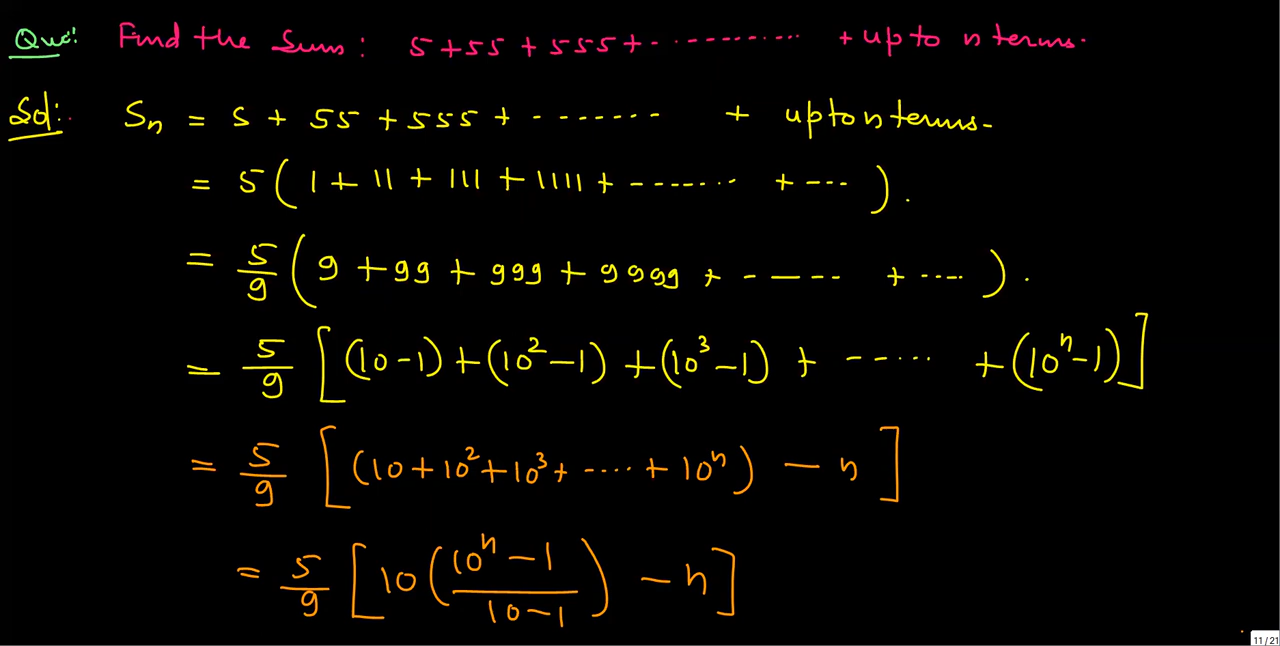 Que: Find the Sum: 5 + 55 + 555 + - ---------- + upto n terms.
Sol: Sn = 5 + 55 + 555 + - ------ + upto n terms -
= 5 ( 1 + 11 + 111 + 1111 + ------- + --- ) .
= 5/9 ( 9 + 99 + 999 + 9999 + - ---- + ---- ) .
= 5/9 [ (10-1) + (10²-1) + (10³-1) + ------ + (10ⁿ-1) ]
= 5/9 [ (10 + 10² + 10³ + ----- + 10ⁿ) - n ]
= 5/9 [ 10 ( (10ⁿ - 1)/(10-1) ) - n ]
11 / 21